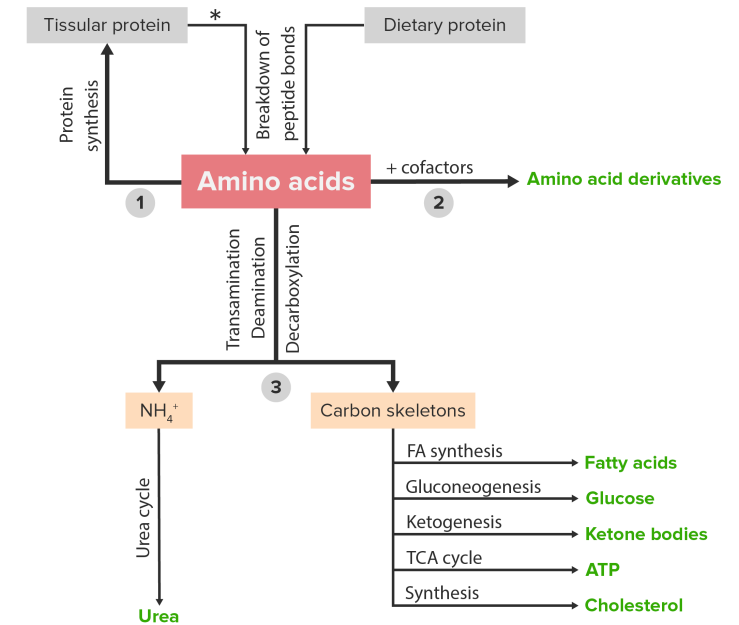 Tissular protein
*
Dietary protein
Breakdown of
peptide bonds
Protein
synthesis
Amino acids
+ cofactors
Amino acid derivatives
1
2
Transamination
Deamination
Decarboxylation
3
NH₄⁺
Carbon skeletons
FA synthesis
Fatty acids
Gluconeogenesis
Glucose
Ketogenesis
Ketone bodies
TCA cycle
ATP
Synthesis
Cholesterol
Urea cycle
Urea